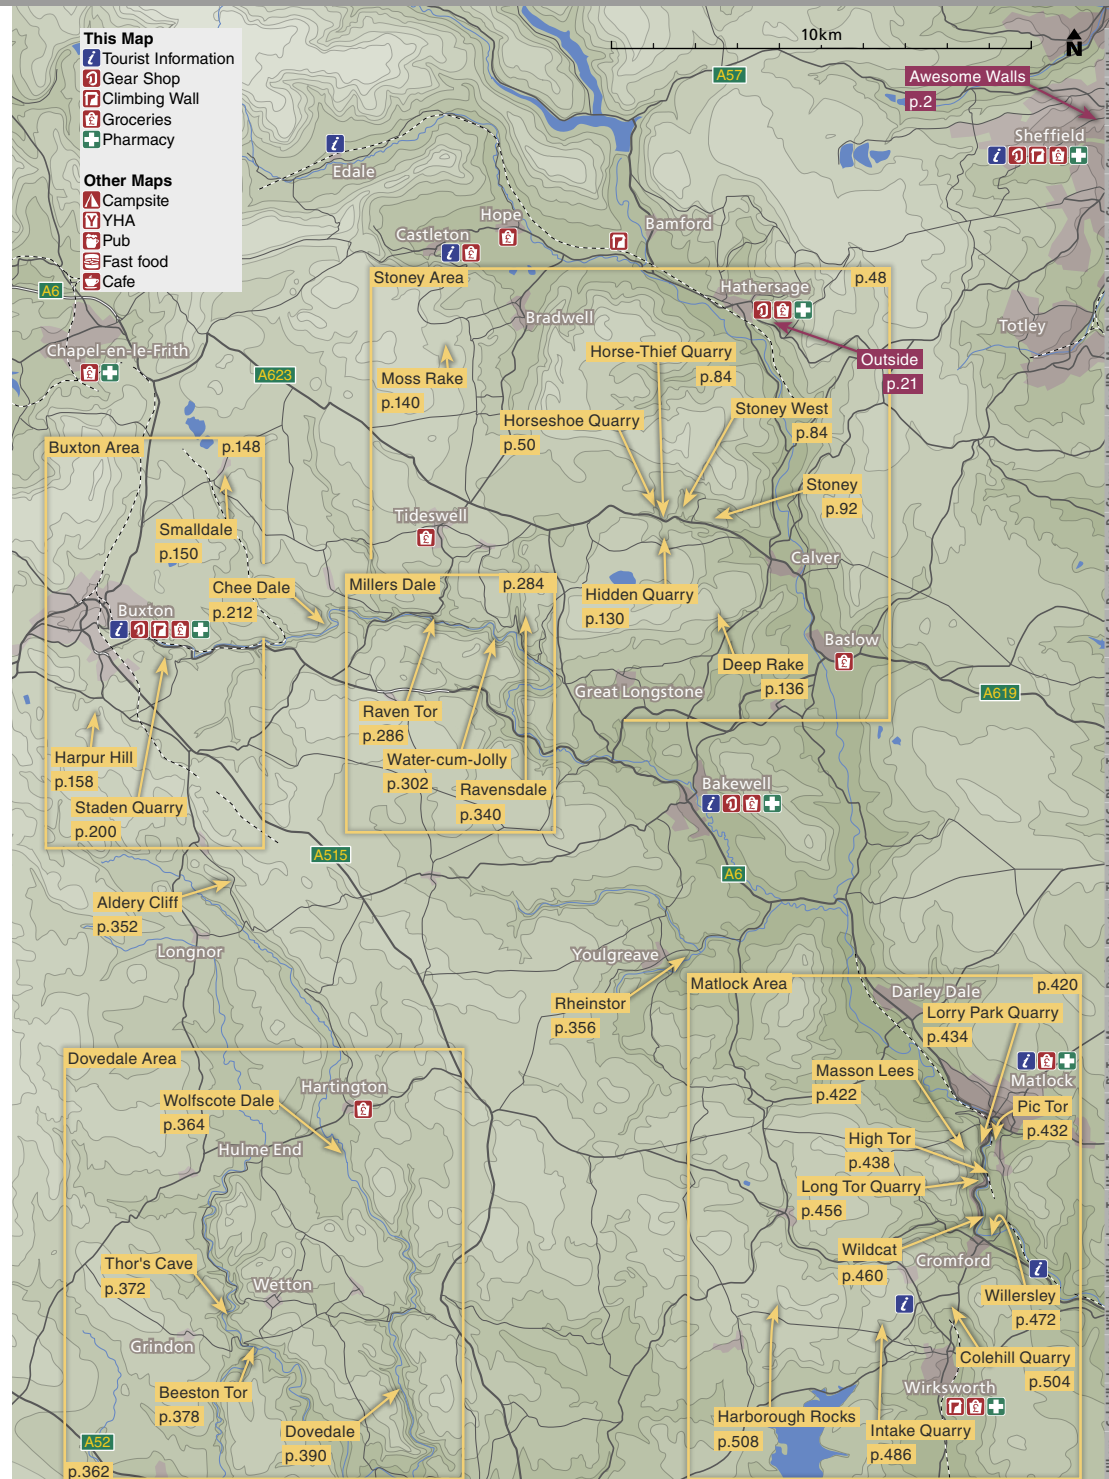 This Map
Tourist Information
Gear Shop
Climbing Wall
Groceries
Pharmacy
Other Maps
Campsite
YHA
Pub
Fast food
Cafe
10km
N
A57
Awesome Walls
p.2
Sheffield
Edale
Hope
Castleton
Bamford
A6
Stoney Area
p.48
Hathersage
Bradwell
Totley
Chapel-en-le-Frith
A623
Horse-Thief Quarry
p.84
Outside
p.21
Moss Rake
p.140
Horseshoe Quarry
p.50
Stoney West
p.84
Buxton Area
p.148
Stoney
p.92
Tideswell
Smalldale
p.150
Calver
Chee Dale
p.212
Millers Dale
p.284
Hidden Quarry
p.130
Buxton
Baslow
Deep Rake
p.136
Great Longstone
A619
Raven Tor
p.286
Harpur Hill
p.158
Water-cum-Jolly
p.302
Ravensdale
p.340
Bakewell
Staden Quarry
p.200
A515
A6
Aldery Cliff
p.352
Longnor
Youlgreave
Rheinstor
p.356
Matlock Area
p.420
Darley Dale
Lorry Park Quarry
p.434
Dovedale Area
Masson Lees
p.422
Matlock
Hartington
Wolfscote Dale
p.364
Pic Tor
p.432
High Tor
p.438
Hulme End
Long Tor Quarry
p.456
Wildcat
p.460
Cromford
Thor's Cave
p.372
Wetton
Willersley
p.472
Grindon
Colehill Quarry
p.504
Beeston Tor
p.378
Wirksworth
Dovedale
p.390
Harborough Rocks
p.508
Intake Quarry
p.486
A52
p.362